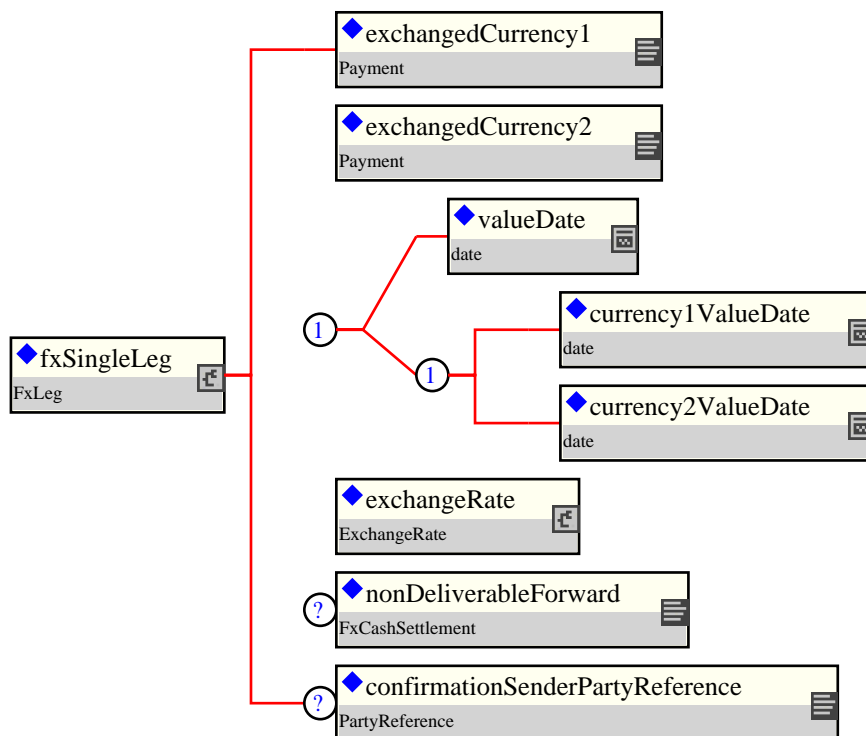 exchangedCurrency1
Payment
exchangedCurrency2
Payment
valueDate
date
1
currency1ValueDate
date
fxSingleLeg
FxLeg
1
currency2ValueDate
date
exchangeRate
ExchangeRate
?
nonDeliverableForward
FxCashSettlement
?
confirmationSenderPartyReference
PartyReference